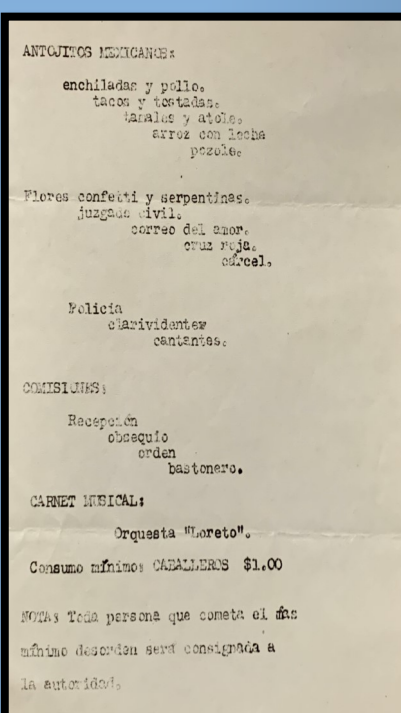 ANTOJITOS MEXICANOS:
enchiladas y pollo.
tacos y tostadas.
tamales y atole.
arroz con leche
pozole.
Flores confetti y serpentinas.
juzgado civil.
correo del amor.
cruz roja.
cárcel.
Policia
clarividentes
cantantes.
COMISIONES:
Recepción
obsequio
orden
bastonero.
CARNET MUSICAL:
Orquesta "Loreto".
Consumo mínimo: CABALLEROS $1.00
NOTA: Toda persona que cometa el mas
mínimo desorden será consignada a
la autoridad.